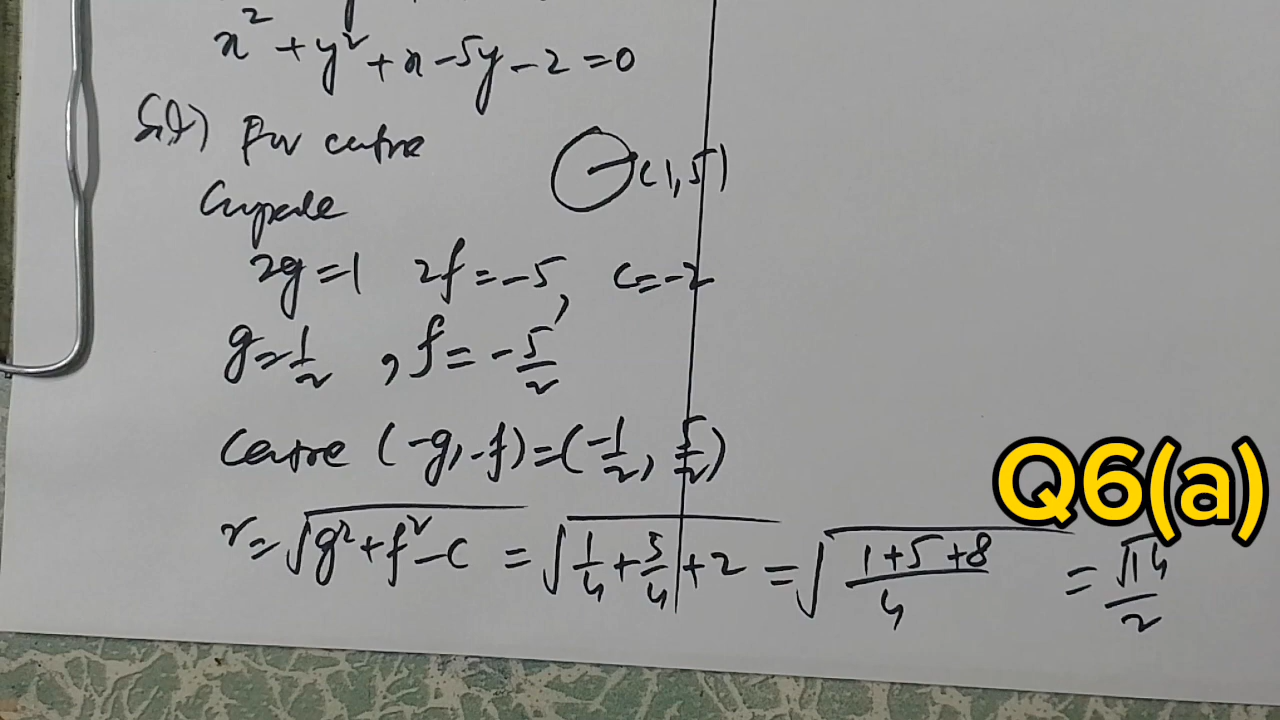 x² + y² + x - 5y - 2 = 0
Sol) For centre
(1, 5)
Compare
2g = 1 2f = -5, c = -2
g = 1/2 , f = -5/2
Centre (-g, -f) = (-1/2, 5/2)
r = √(g² + f² - c) = √(1/4 + 5/4 + 2) = √((1+5+8)/4) = √14/2
Q6(a)